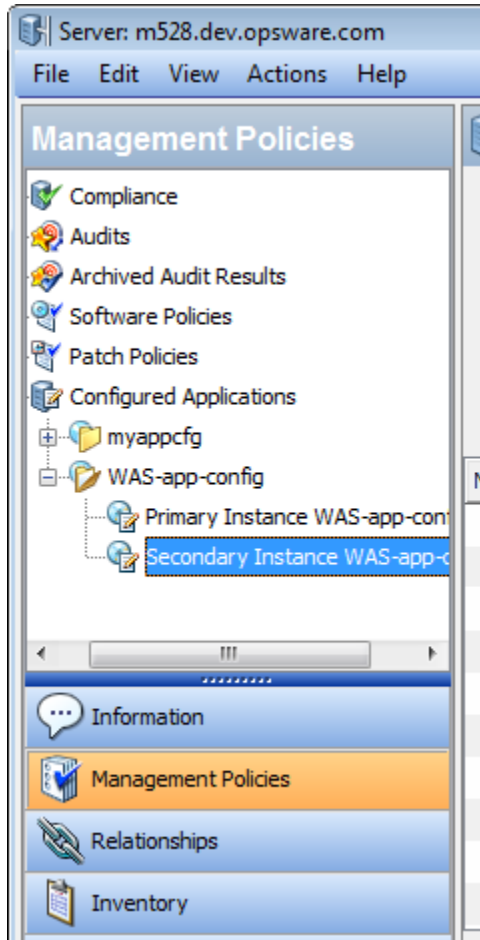 Server: m528.dev.opsware.com
File Edit View Actions Help
Management Policies
Compliance
Audits
Archived Audit Results
Software Policies
Patch Policies
Configured Applications
myappcfg
WAS-app-config
Primary Instance WAS-app-con
Secondary Instance WAS-app-c
Information
Management Policies
Relationships
Inventory